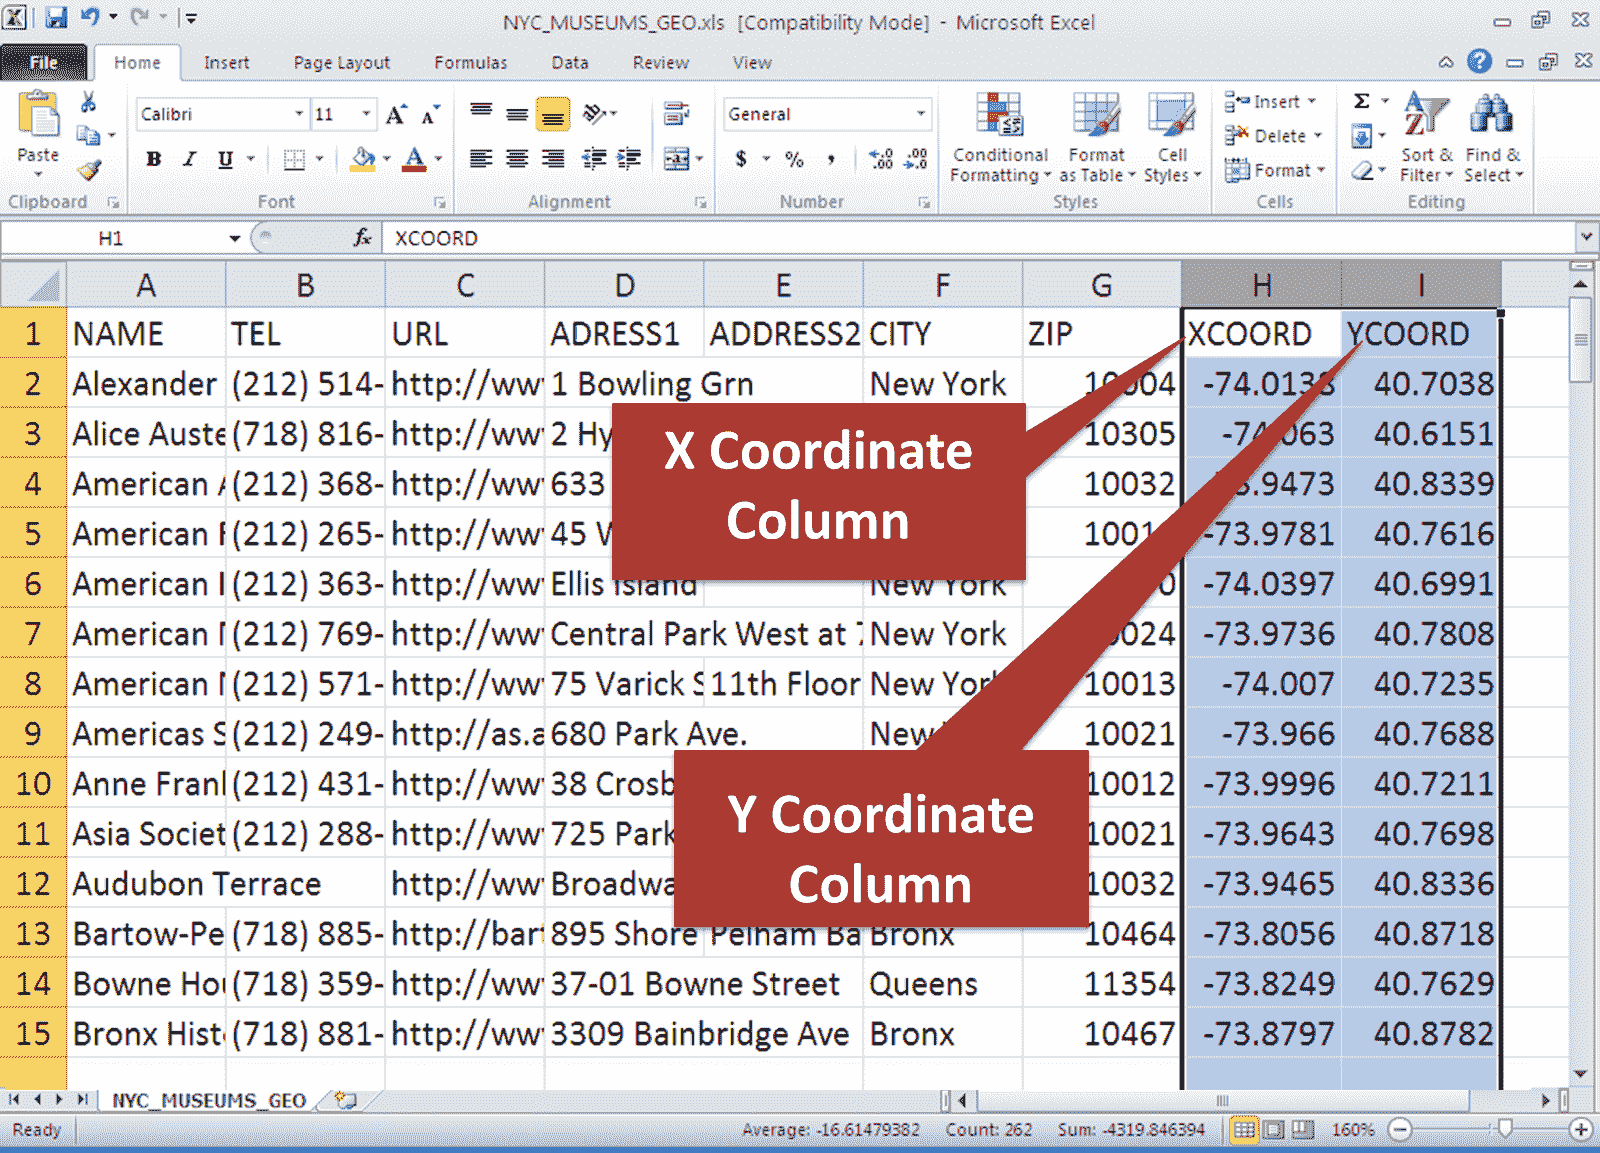 NYC_MUSEUMS_GEO.xls [Compatibility Mode] - Microsoft Excel
File Home Insert Page Layout Formulas Data Review View
Calibri 11 General
Paste
B I U $ % ,
Conditional Formatting Format as Table Cell Styles
Insert
Delete
Format
Sort & Filter Find & Select
Clipboard Font Alignment Number Styles Cells Editing
H1 fx XCOORD
A B C D E F G H I
1 NAME TEL URL ADRESS1 ADDRESS2 CITY ZIP XCOORD YCOORD
2 Alexander (212) 514- http://ww 1 Bowling Grn New York -74.0138 40.7038
3 Alice Auste (718) 816- http://ww 2 Hy 10305 40.6151
4 American (212) 368- http://ww 633 10032 40.8339
5 American (212) 265- http://ww 45 -73.9781 40.7616
6 American I (212) 363- http://ww Ellis Island New York -74.0397 40.6991
7 American (212) 769- http://ww Central Park West at New York -73.9736 40.7808
8 American (212) 571- http://ww 75 Varick S 11th Floor New York 10013 -74.007 40.7235
9 Americas S (212) 249- http://as.a 680 Park Ave. New 10021 -73.966 40.7688
10 Anne Frank (212) 431- http://ww 38 Crosb 10012 -73.9996 40.7211
11 Asia Societ (212) 288- http://ww 725 Park 10021 -73.9643 40.7698
12 Audubon Terrace http://ww Broadwa 10032 -73.9465 40.8336
13 Bartow-Pe (718) 885- http://bart 895 Shore Pelham Ba Bronx 10464 -73.8056 40.8718
14 Bowne Hou (718) 359- http://ww 37-01 Bowne Street Queens 11354 -73.8249 40.7629
15 Bronx Histo (718) 881- http://ww 3309 Bainbridge Ave Bronx 10467 -73.8797 40.8782
X Coordinate
Column
Y Coordinate
Column
NYC_MUSEUMS_GEO
Ready Average: -16.61479382 Count: 262 Sum: -4319.846394 160%